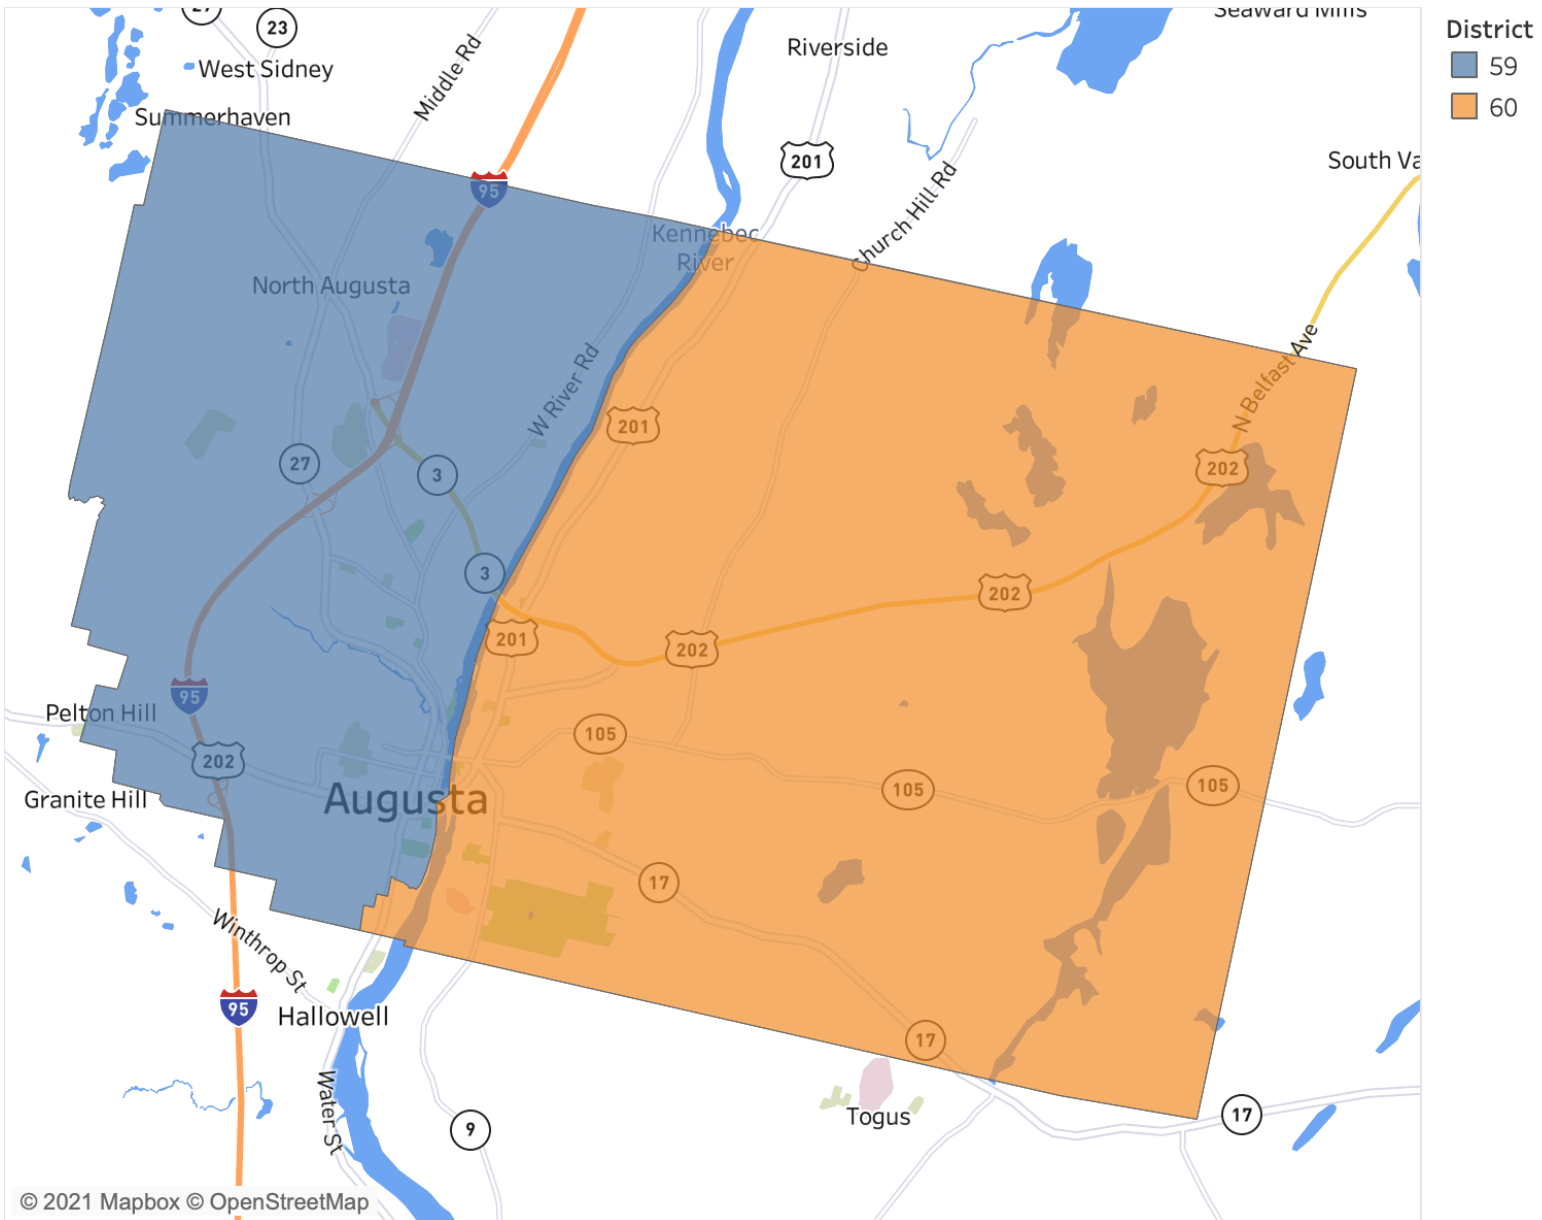 27
23
Seaward Mills
District
59
60
West Sidney
Middle Rd
Riverside
Summerhaven
201
South Va
95
Church Hill Rd
Kennebec
River
North Augusta
W River Rd
N Belfast Ave
201
27
3
202
3
202
201
202
95
Pelton Hill
105
202
105
105
Granite Hill
Augusta
17
Winthrop St
95
Hallowell
17
Water St
9
Togus
17
© 2021 Mapbox © OpenStreetMap